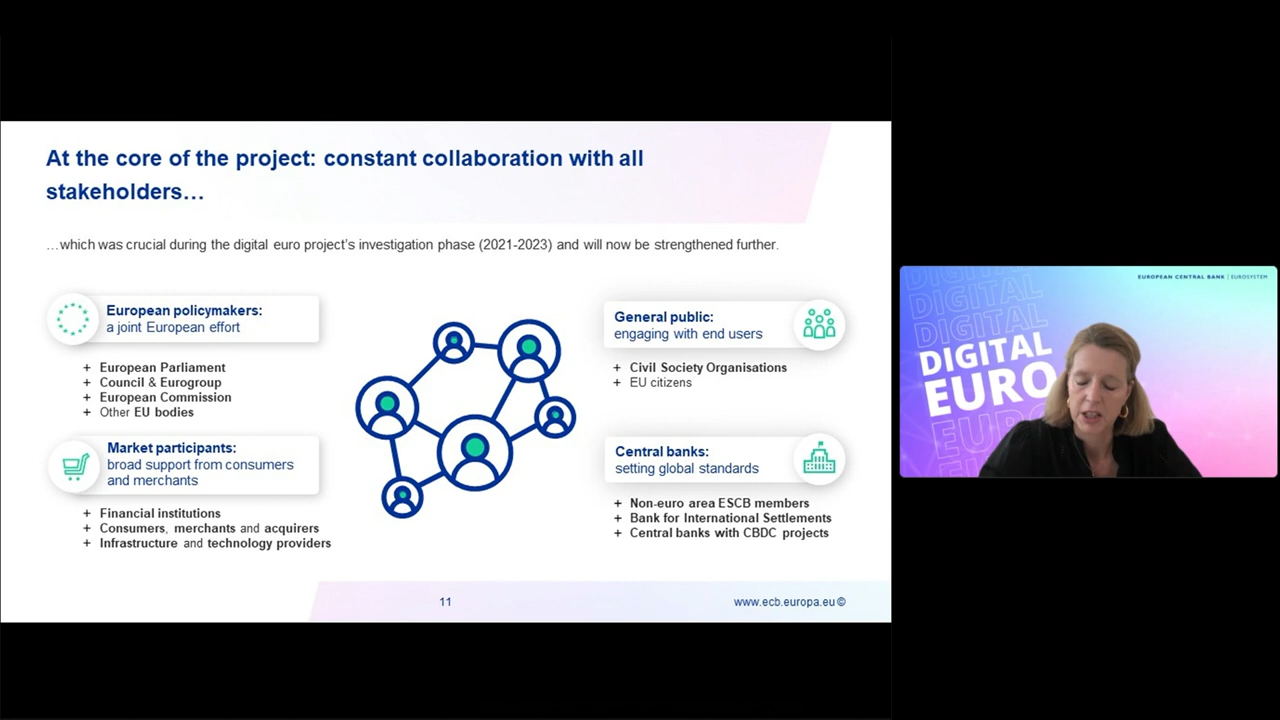 At the core of the project: constant collaboration with all
stakeholders…
…which was crucial during the digital euro project's investigation phase (2021-2023) and will now be strengthened further.
European policymakers:
a joint European effort
+ European Parliament
+ Council & Eurogroup
+ European Commission
+ Other EU bodies
Market participants:
broad support from consumers
and merchants
+ Financial institutions
+ Consumers, merchants and acquirers
+ Infrastructure and technology providers
General public:
engaging with end users
+ Civil Society Organisations
+ EU citizens
Central banks:
setting global standards
+ Non-euro area ESCB members
+ Bank for International Settlements
+ Central banks with CBDC projects
11
www.ecb.europa.eu ©
EUROPEAN CENTRAL BANK | EUROSYSTEM
DIGITAL
DIGITAL
DIGITAL
DIGITAL
EURO